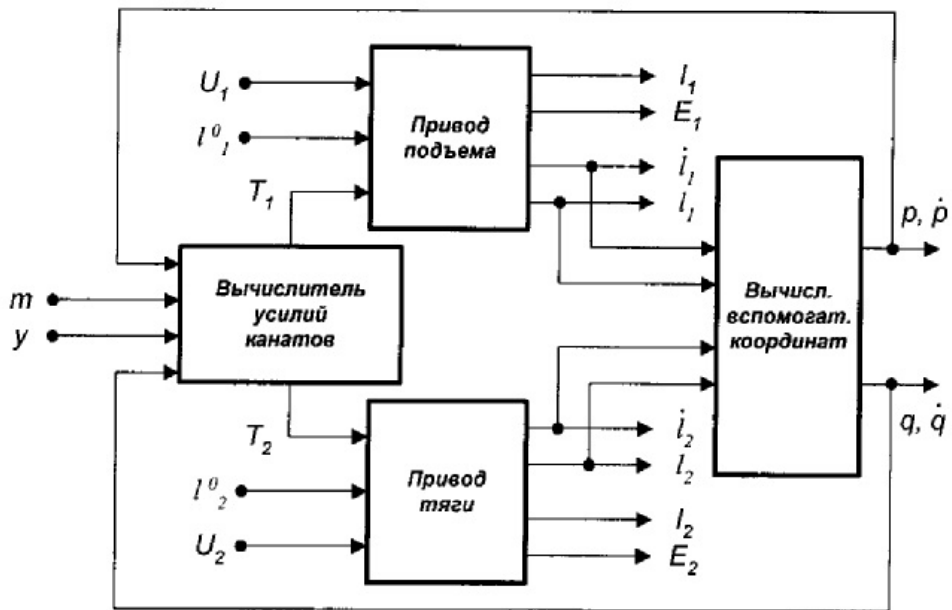 U₁
l⁰₁
T₁
Привод
подъема
I₁
E₁
l̇₁
l₁
p, ṗ
m
y
Вычислитель
усилий
канатов
Вычисл.
вспомогат.
координат
q, q̇
T₂
l⁰₂
U₂
Привод
тяги
l̇₂
l₂
I₂
E₂